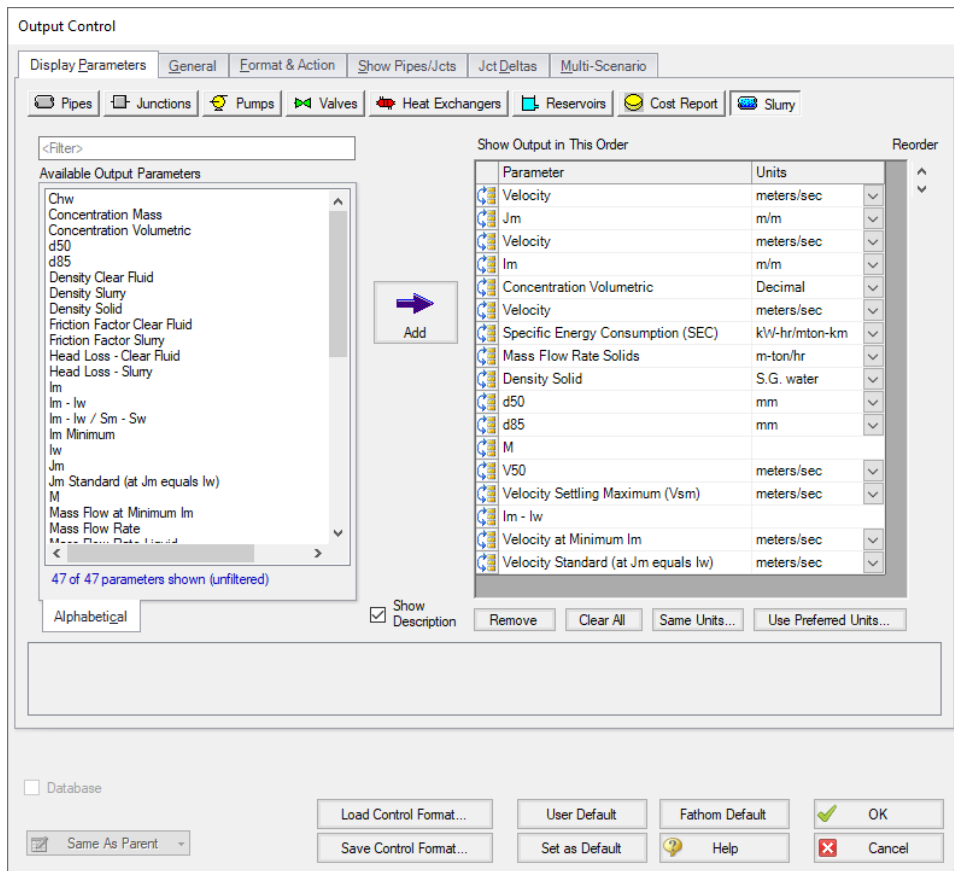 Output Control
Display Parameters General Format & Action Show Pipes/Jcts Jct Deltas Multi-Scenario
Pipes Junctions Pumps Valves Heat Exchangers Reservoirs Cost Report Slurry
<Filter>
Available Output Parameters
Chw
Concentration Mass
Concentration Volumetric
d50
d85
Density Clear Fluid
Density Slurry
Density Solid
Friction Factor Clear Fluid
Friction Factor Slurry
Head Loss - Clear Fluid
Head Loss - Slurry
Im
Im - Iw
Im - Iw / Sm - Sw
Im Minimum
Iw
Jm
Jm Standard (at Jm equals Iw)
M
Mass Flow at Minimum Im
Mass Flow Rate
Mass Flow Rate Liquid
47 of 47 parameters shown (unfiltered)
Alphabetical
Add
Show
Description
Show Output in This Order Reorder
Parameter Units
Velocity meters/sec
Jm m/m
Velocity meters/sec
Im m/m
Concentration Volumetric Decimal
Velocity meters/sec
Specific Energy Consumption (SEC) kW-hr/mton-km
Mass Flow Rate Solids m-ton/hr
Density Solid S.G. water
d50 mm
d85 mm
M
V50 meters/sec
Velocity Settling Maximum (Vsm) meters/sec
Im - Iw
Velocity at Minimum Im meters/sec
Velocity Standard (at Jm equals Iw) meters/sec
Remove Clear All Same Units... Use Preferred Units...
Database
Same As Parent
Load Control Format... User Default Fathom Default OK
Save Control Format... Set as Default Help Cancel